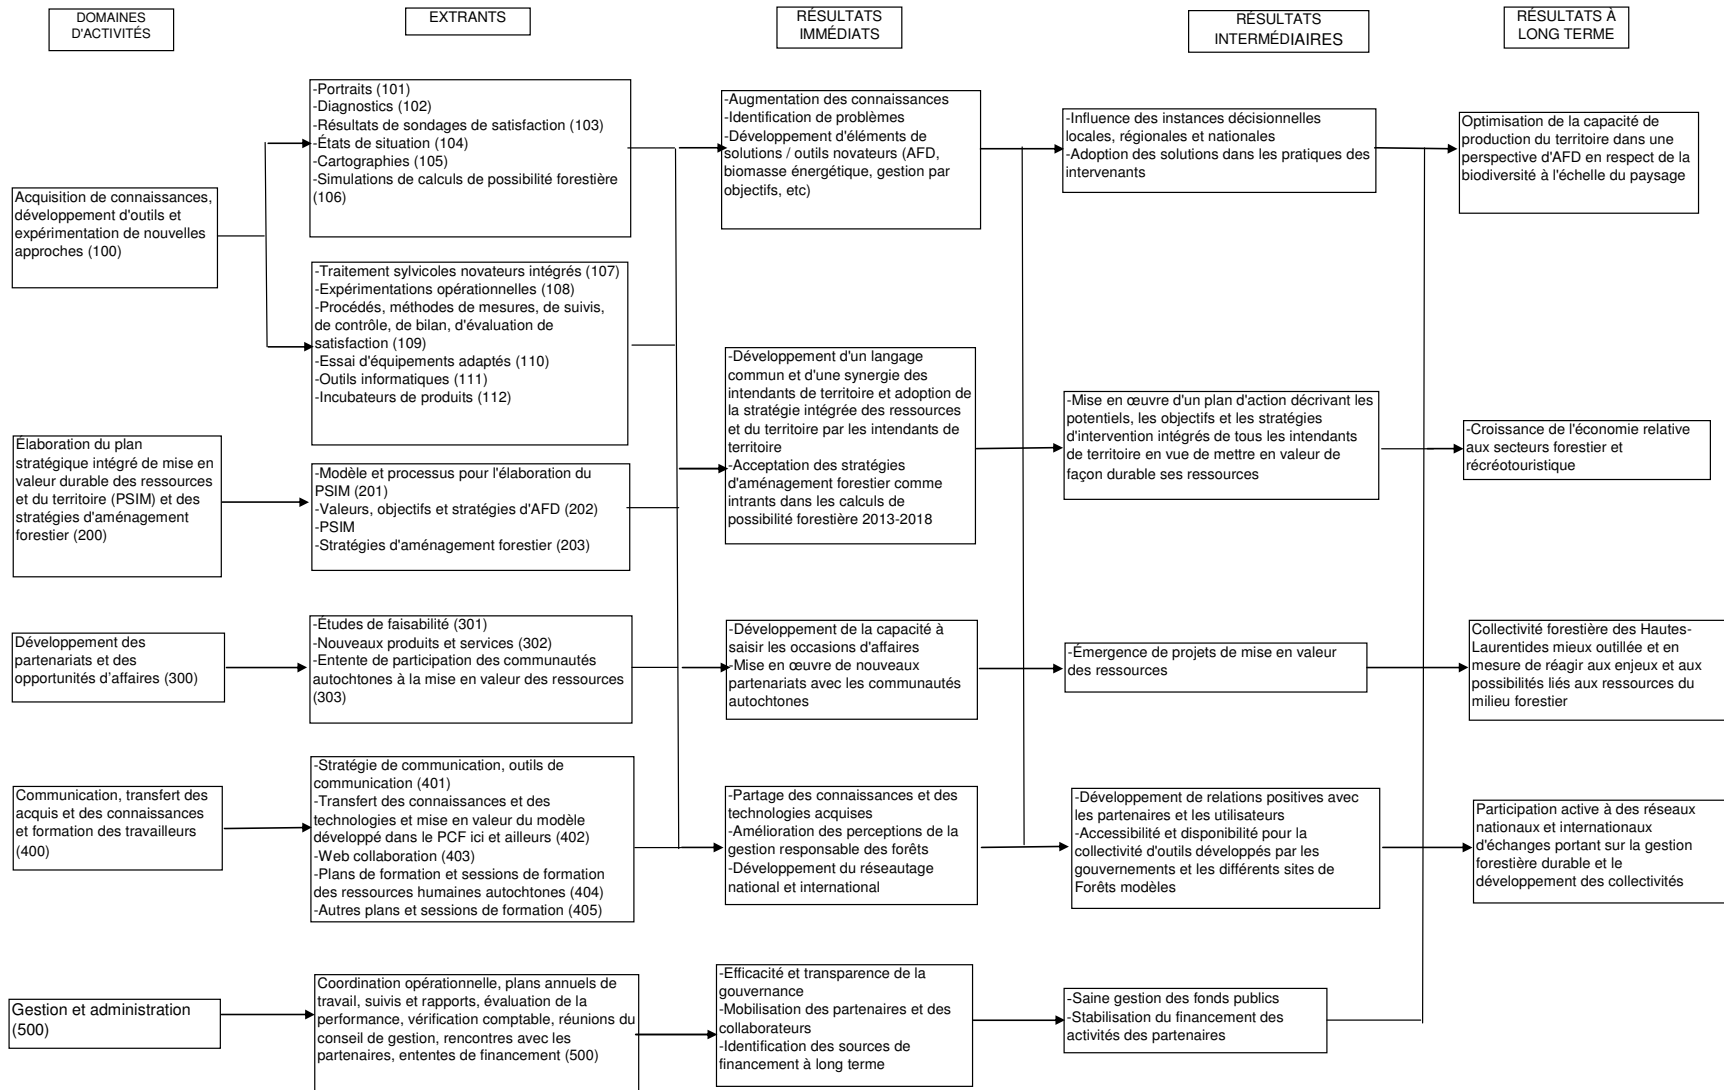 DOMAINES
D'ACTIVITÉS
EXTRANTS
RÉSULTATS
IMMÉDIATS
RÉSULTATS
INTERMÉDIAIRES
RÉSULTATS À
LONG TERME
Acquisition de connaissances,
développement d'outils et
expérimentation de nouvelles
approches (100)
-Portraits (101)
-Diagnostics (102)
-Résultats de sondages de satisfaction (103)
-États de situation (104)
-Cartographies (105)
-Simulations de calculs de possibilité forestière
(106)
-Traitement sylvicoles novateurs intégrés (107)
-Expérimentations opérationnelles (108)
-Procédés, méthodes de mesures, de suivis,
de contrôle, de bilan, d'évaluation de
satisfaction (109)
-Essai d'équipements adaptés (110)
-Outils informatiques (111)
-Incubateurs de produits (112)
-Augmentation des connaissances
-Identification de problèmes
-Développement d'éléments de
solutions / outils novateurs (AFD,
biomasse énergétique, gestion par
objectifs, etc)
-Influence des instances décisionnelles
locales, régionales et nationales
-Adoption des solutions dans les pratiques des
intervenants
Optimisation de la capacité de
production du territoire dans une
perspective d'AFD en respect de la
biodiversité à l'échelle du paysage
Élaboration du plan
stratégique intégré de mise en
valeur durable des ressources
et du territoire (PSIM) et des
stratégies d'aménagement
forestier (200)
-Modèle et processus pour l'élaboration du
PSIM (201)
-Valeurs, objectifs et stratégies d'AFD (202)
-PSIM
-Stratégies d'aménagement forestier (203)
-Développement d'un langage
commun et d'une synergie des
intendants de territoire et adoption de
la stratégie intégrée des ressources
et du territoire par les intendants de
territoire
-Acceptation des stratégies
d'aménagement forestier comme
intrants dans les calculs de
possibilité forestière 2013-2018
-Mise en œuvre d'un plan d'action décrivant les
potentiels, les objectifs et les stratégies
d'intervention intégrés de tous les intendants
de territoire en vue de mettre en valeur de
façon durable ses ressources
-Croissance de l'économie relative
aux secteurs forestier et
récréotouristique
Développement des
partenariats et des
opportunités d'affaires (300)
-Études de faisabilité (301)
-Nouveaux produits et services (302)
-Entente de participation des communautés
autochtones à la mise en valeur des ressources
(303)
-Développement de la capacité à
saisir les occasions d'affaires
-Mise en œuvre de nouveaux
partenariats avec les communautés
autochtones
-Émergence de projets de mise en valeur
des ressources
Collectivité forestière des Hautes-
Laurentides mieux outillée et en
mesure de réagir aux enjeux et aux
possibilités liés aux ressources du
milieu forestier
Communication, transfert des
acquis et des connaissances
et formation des travailleurs
(400)
-Stratégie de communication, outils de
communication (401)
-Transfert des connaissances et des
technologies et mise en valeur du modèle
développé dans le PCF ici et ailleurs (402)
-Web collaboration (403)
-Plans de formation et sessions de formation
des ressources humaines autochtones (404)
-Autres plans et sessions de formation (405)
-Partage des connaissances et des
technologies acquises
-Amélioration des perceptions de la
gestion responsable des forêts
-Développement du réseautage
national et international
-Développement de relations positives avec
les partenaires et les utilisateurs
-Accessibilité et disponibilité pour la
collectivité d'outils développés par les
gouvernements et les différents sites de
Forêts modèles
Participation active à des réseaux
nationaux et internationaux
d'échanges portant sur la gestion
forestière durable et le
développement des collectivités
Gestion et administration
(500)
Coordination opérationnelle, plans annuels de
travail, suivis et rapports, évaluation de la
performance, vérification comptable, réunions du
conseil de gestion, rencontres avec les
partenaires, ententes de financement (500)
-Efficacité et transparence de la
gouvernance
-Mobilisation des partenaires et des
collaborateurs
-Identification des sources de
financement à long terme
-Saine gestion des fonds publics
-Stabilisation du financement des
activités des partenaires